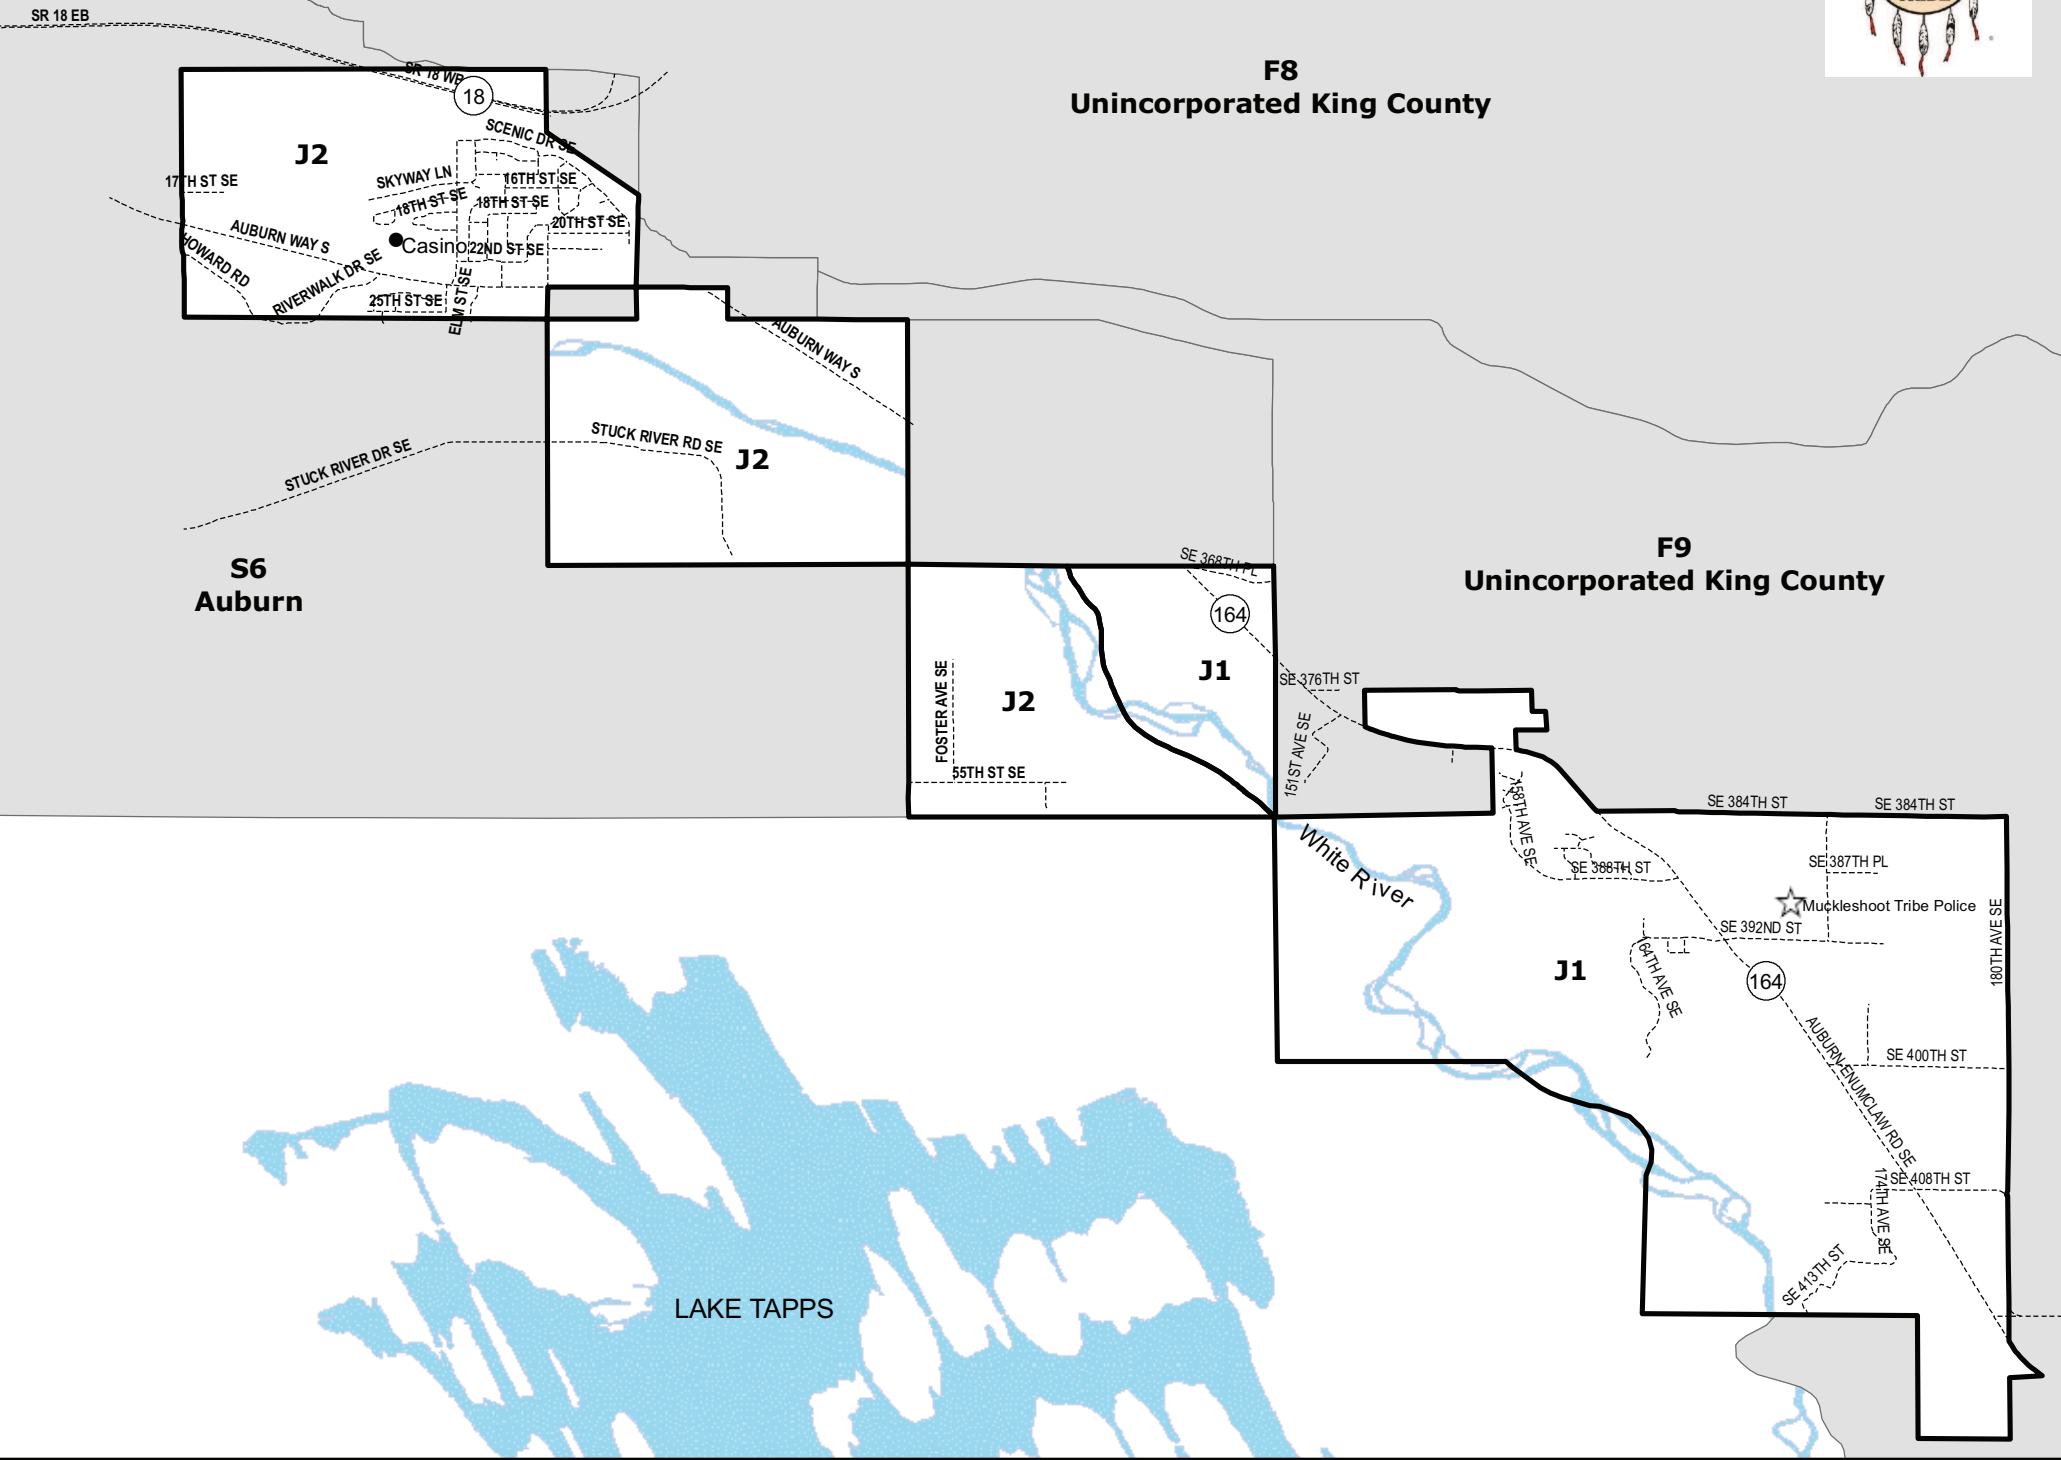 SR 18 EB
SR 18 WB
18
F8
Unincorporated King County
J2
SCENIC DR SE
17TH ST SE
SKYWAY LN
16TH ST SE
18TH ST SE
18TH ST SE
20TH ST SE
AUBURN WAY S
Casino
22ND ST SE
HOWARD RD
RIVERWALK DR SE
25TH ST SE
ELM ST SE
AUBURN WAY S
STUCK RIVER DR SE
STUCK RIVER RD SE
J2
S6
Auburn
F9
Unincorporated King County
SE 368TH PL
164
J1
J2
FOSTER AVE SE
55TH ST SE
SE 376TH ST
151ST AVE SE
158TH AVE SE
SE 384TH ST
SE 384TH ST
White River
SE 388TH ST
SE 387TH PL
Muckleshoot Tribe Police
SE 392ND ST
180TH AVE SE
164TH AVE SE
J1
164
AUBURN-ENUMCLAW RD SE
SE 400TH ST
SE 408TH ST
174TH AVE SE
SE 413TH ST
LAKE TAPPS